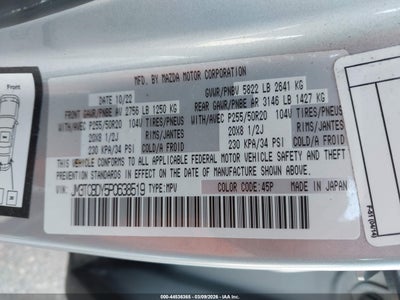 MFD. BY MAZDA MOTOR CORPORATION
DATE 10/22 GVWR/PNBV 5822 LB 2641 KG
FRONT GAWR/PNBE AV 2756 LB 1250 KG REAR GAWR/PNBE AR 3146 LB 1427 KG
WITH/AVEC P255/50R20 104V TIRES/PNEUS WITH/AVEC P255/50R20 104V TIRES/PNEUS
20X8 1/2J RIMS/JANTES 20X8 1/2J RIMS/JANTES
230 KPA/34 PSI COLD/A FROID 230 KPA/34 PSI COLD/A FROID
THIS VEHICLE CONFORMS TO ALL APPLICABLE FEDERAL MOTOR VEHICLE SAFETY
AND THEFT PREVENTION STANDARDS IN EFFECT ON THE DATE OF MANUFACTURE SHOWN ABOVE.
VIN: JM3TCBDY5P0638519 TYPE:MPV COLOR CODE:45P MADE IN JAPAN
000-44536365 - 03/09/2026 - IAAI.COM